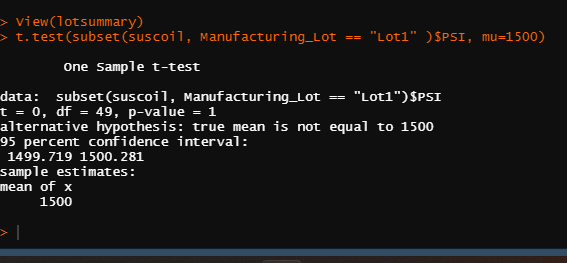 > View(lotsummary)
> t.test(subset(suscoil, Manufacturing_Lot == "Lot1" )$PSI, mu=1500)
One Sample t-test
data:  subset(suscoil, Manufacturing_Lot == "Lot1")$PSI
t = 0, df = 49, p-value = 1
alternative hypothesis: true mean is not equal to 1500
95 percent confidence interval:
 1499.719 1500.281
sample estimates:
mean of x
1500
>